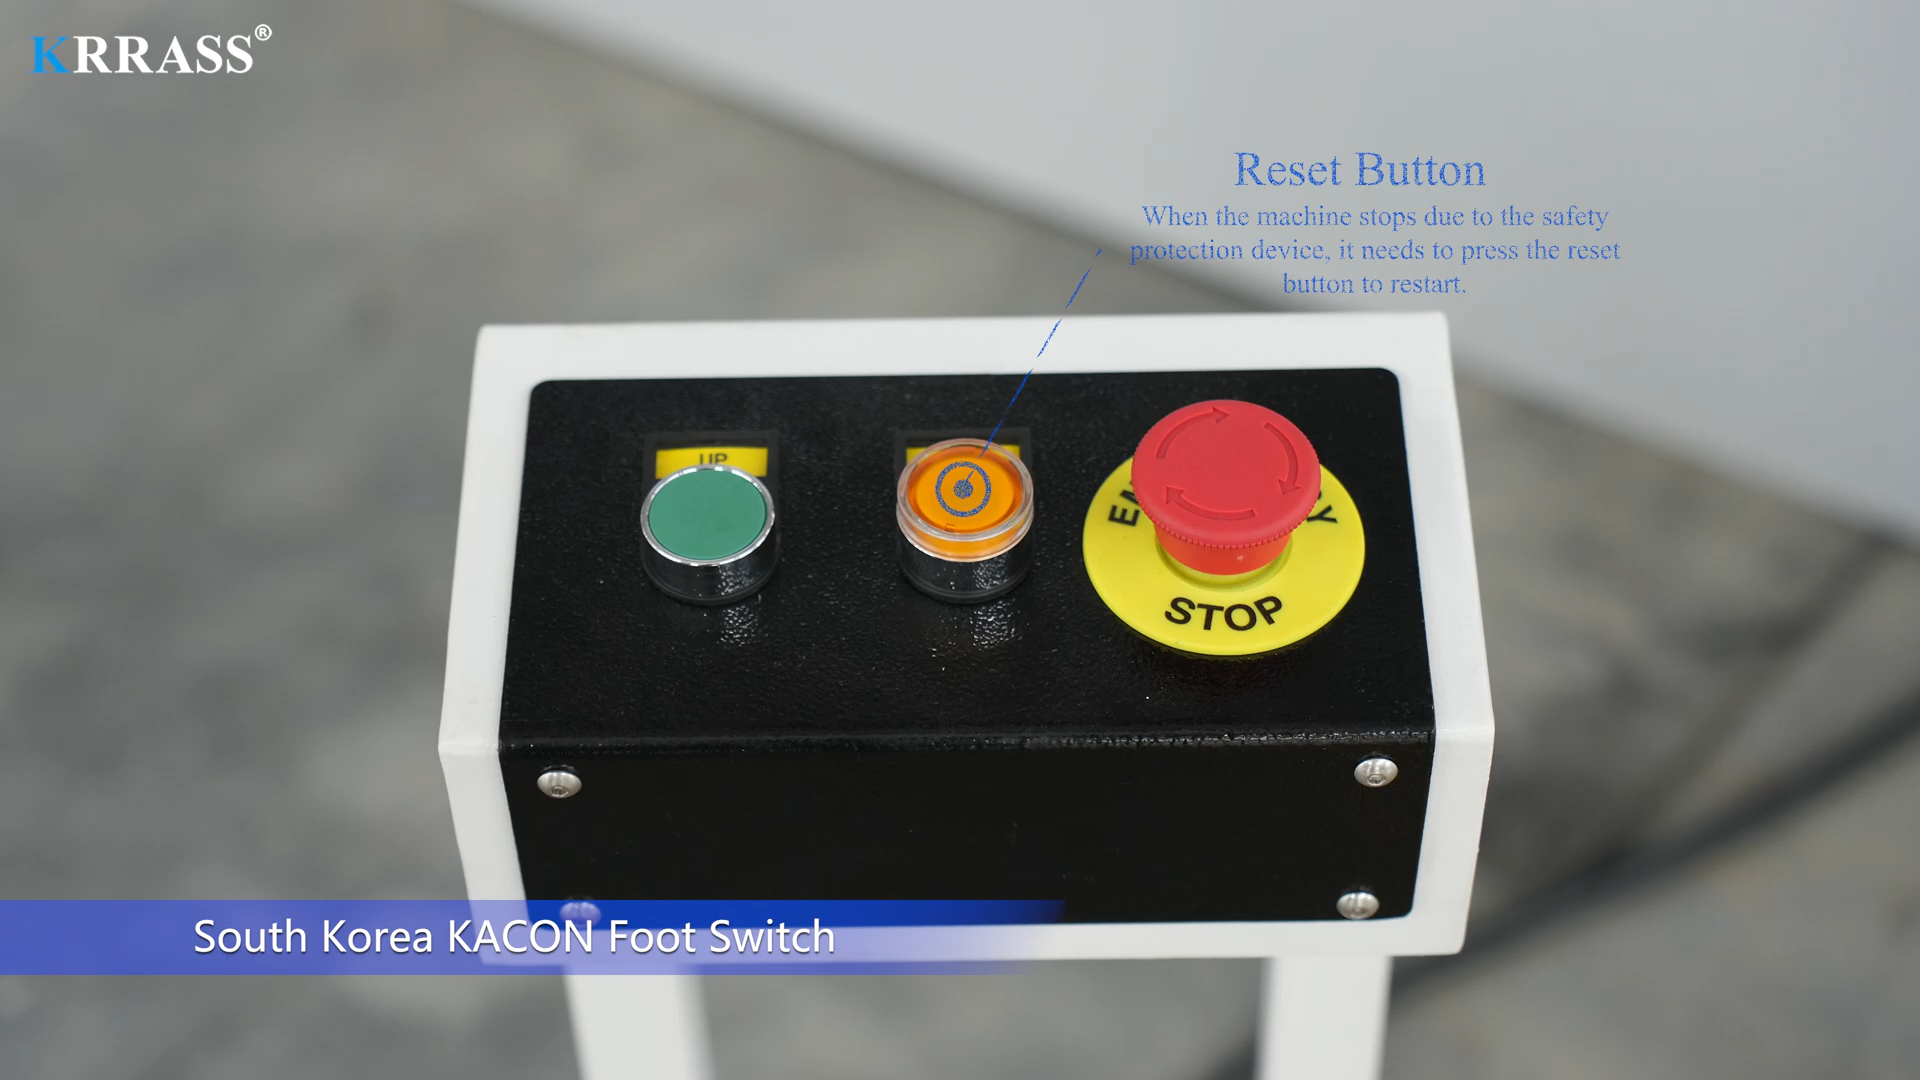 KRRASS®
Reset Button
When the machine stops due to the safety
protection device, it needs to press the reset
button to restart.
UP
STOP
South Korea KACON Foot Switch